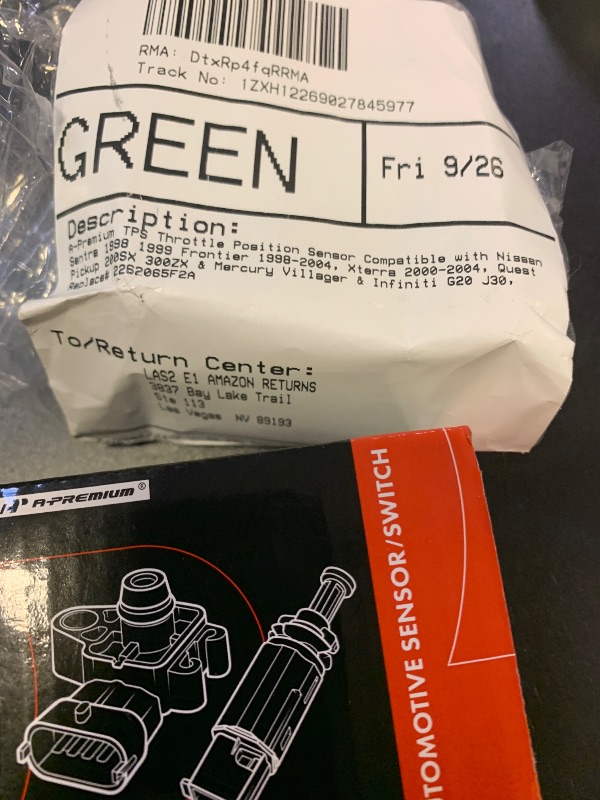 RMA: DtxRp4fqRRMA
Track No: 1ZXH12269027845977
GREEN
Fri 9/26
Description:
A-Premium TPS Throttle Position Sensor Compatible with Nissan
Sentra 1998 1999 Frontier 1998-2004, Xterra 2000-2004, Quest
Pickup 200SX 300ZX & Mercury Villager & Infiniti G20 J30,
Replace# 2262065F2A
To/Return Center:
LAS2 E1 AMAZON RETURNS
3837 Bay Lake Trail
Ste 113
Las Vegas NV 89193
A-PREMIUM®
TOMOTIVE SENSOR/SWITCH